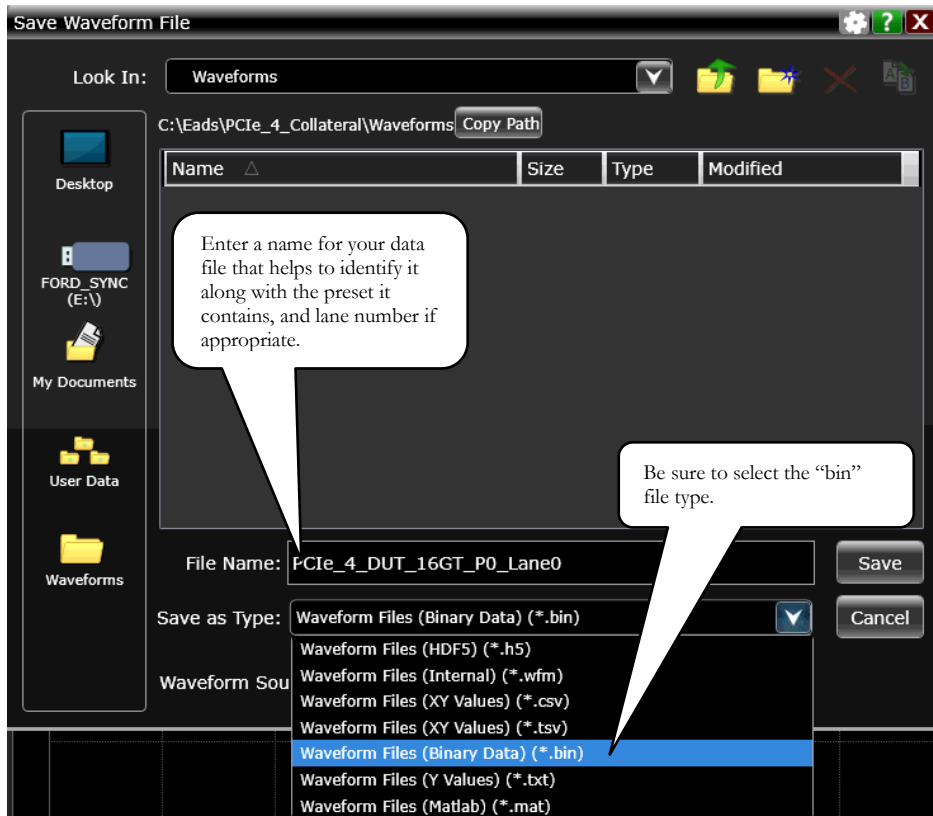 Save Waveform File
?
X
Look In:
Waveforms
A
B
C:\Eads\PCIe_4_Collateral\Waveforms
Copy Path
Name
Size
Type
Modified
Desktop
FORD_SYNC
(E:\)
My Documents
User Data
Waveforms
Enter a name for your data
file that helps to identify it
along with the preset it
contains, and lane number if
appropriate.
Be sure to select the “bin”
file type.
File Name:
PCIe_4_DUT_16GT_P0_Lane0
Save
Save as Type:
Waveform Files (Binary Data) (*.bin)
Cancel
Waveform Sou
Waveform Files (HDF5) (*.h5)
Waveform Files (Internal) (*.wfm)
Waveform Files (XY Values) (*.csv)
Waveform Files (XY Values) (*.tsv)
Waveform Files (Binary Data) (*.bin)
Waveform Files (Y Values) (*.txt)
Waveform Files (Matlab) (*.mat)